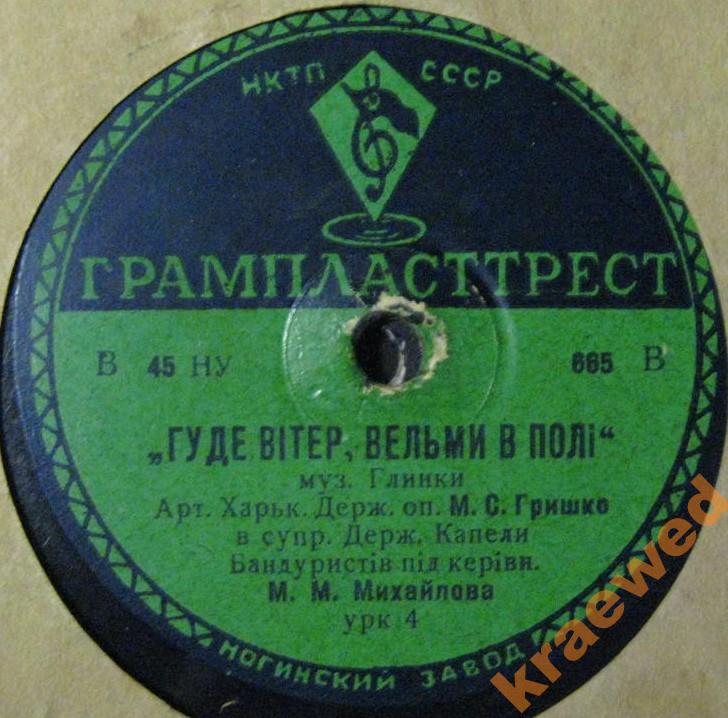 НКТП СССР
ГРАМПЛАСТТРЕСТ
В 45 НУ 665 В
„ГУДЕ ВІТЕР, ВЕЛЬМИ В ПОЛІ“
муз. Глинки
Арт. Харьк. Держ. оп. М. С. Гришко
в супр. Держ. Капели
Бандуристів під керівн.
М. М. Михайлова
урк 4
НОГИНСКИЙ ЗАВОД
kraewed